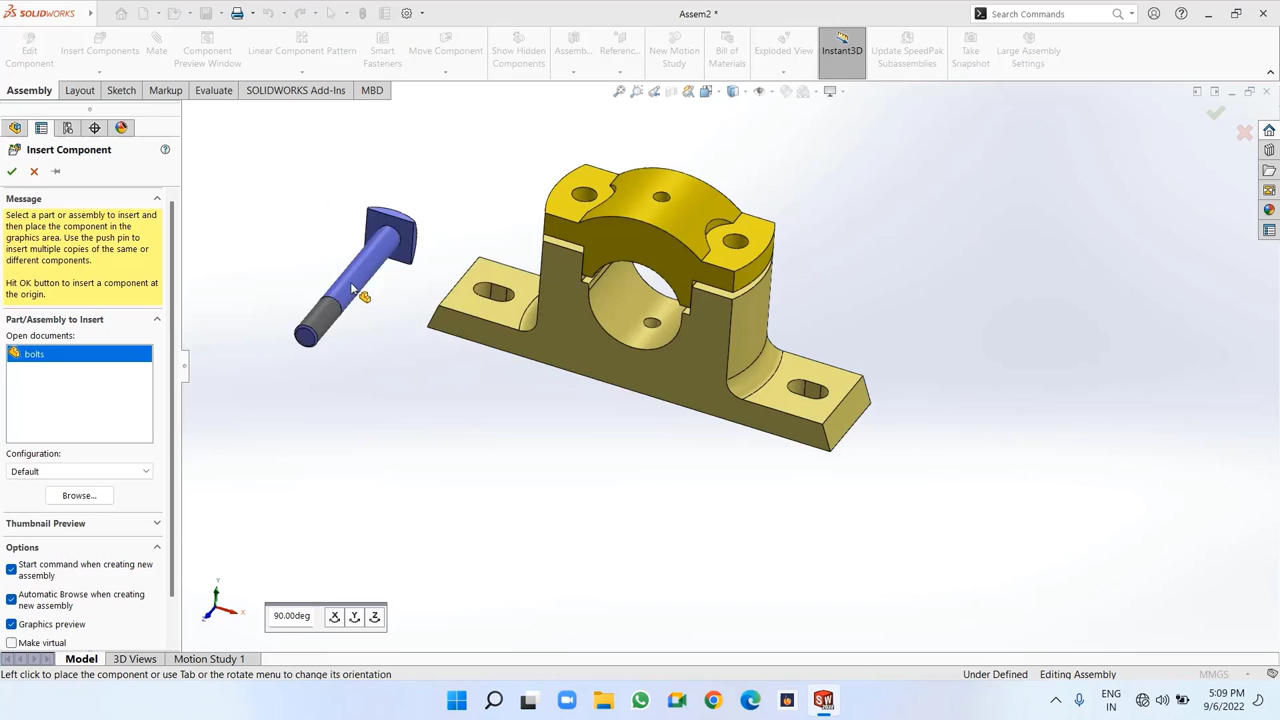 SOLIDWORKS
Assem2 *
Search Commands
Edit Component
Insert Components
Mate
Component Preview Window
Linear Component Pattern
Smart Fasteners
Move Component
Show Hidden Components
Assemb...
Referenc...
New Motion Study
Bill of Materials
Exploded View
Instant3D
Update SpeedPak Subassemblies
Take Snapshot
Large Assembly Settings
Assembly
Layout
Sketch
Markup
Evaluate
SOLIDWORKS Add-Ins
MBD
Insert Component
Message
Select a part or assembly to insert and
then place the component in the
graphics area. Use the push pin to
insert multiple copies of the same or
different components.
Hit OK button to insert a component at
the origin.
Part/Assembly to Insert
Open documents:
bolts
Configuration:
Default
Browse...
Thumbnail Preview
Options
Start command when creating new
assembly
Automatic Browse when creating
new assembly
Graphics preview
Make virtual
Y
X
Z
90.00deg
X
Y
Z
Model
3D Views
Motion Study 1
Left click to place the component or use Tab or the rotate menu to change its orientation
Under Defined
Editing Assembly
MMGS
ENG
IN
5:09 PM
9/6/2022